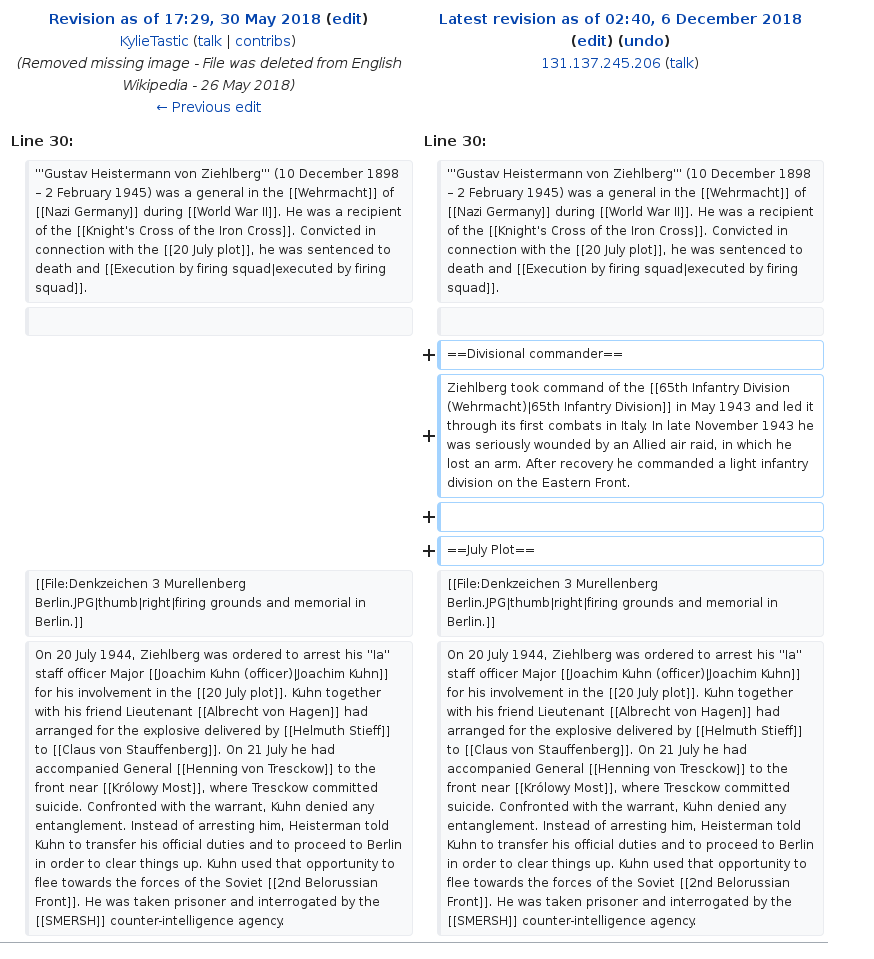 Revision as of 17:29, 30 May 2018 (edit)
KylieTastic (talk | contribs)
(Removed missing image - File was deleted from English
Wikipedia - 26 May 2018)
← Previous edit
Latest revision as of 02:40, 6 December 2018
(edit) (undo)
131.137.245.206 (talk)
Line 30:
Line 30:
'''Gustav Heistermann von Ziehlberg''' (10 December 1898
– 2 February 1945) was a general in the [[Wehrmacht]] of
[[Nazi Germany]] during [[World War II]]. He was a recipient
of the [[Knight's Cross of the Iron Cross]]. Convicted in
connection with the [[20 July plot]], he was sentenced to
death and [[Execution by firing squad|executed by firing
squad]].
'''Gustav Heistermann von Ziehlberg''' (10 December 1898
– 2 February 1945) was a general in the [[Wehrmacht]] of
[[Nazi Germany]] during [[World War II]]. He was a recipient
of the [[Knight's Cross of the Iron Cross]]. Convicted in
connection with the [[20 July plot]], he was sentenced to
death and [[Execution by firing squad|executed by firing
squad]].
+ ==Divisional commander==
Ziehlberg took command of the [[65th Infantry Division
(Wehrmacht)|65th Infantry Division]] in May 1943 and led it
through its first combats in Italy. In late November 1943 he
+ was seriously wounded by an Allied air raid, in which he
lost an arm. After recovery he commanded a light infantry
division on the Eastern Front.
+
+ ==July Plot==
[[File:Denkzeichen 3 Murellenberg
Berlin.JPG|thumb|right|firing grounds and memorial in
Berlin.]]
[[File:Denkzeichen 3 Murellenberg
Berlin.JPG|thumb|right|firing grounds and memorial in
Berlin.]]
On 20 July 1944, Ziehlberg was ordered to arrest his ''Ia''
staff officer Major [[Joachim Kuhn (officer)|Joachim Kuhn]]
for his involvement in the [[20 July plot]]. Kuhn together
with his friend Lieutenant [[Albrecht von Hagen]] had
arranged for the explosive delivered by [[Helmuth Stieff]]
to [[Claus von Stauffenberg]]. On 21 July he had
accompanied General [[Henning von Tresckow]] to the
front near [[Królowy Most]], where Tresckow committed
suicide. Confronted with the warrant, Kuhn denied any
entanglement. Instead of arresting him, Heisterman told
Kuhn to transfer his official duties and to proceed to Berlin
in order to clear things up. Kuhn used that opportunity to
flee towards the forces of the Soviet [[2nd Belorussian
Front]]. He was taken prisoner and interrogated by the
[[SMERSH]] counter-intelligence agency.
On 20 July 1944, Ziehlberg was ordered to arrest his ''Ia''
staff officer Major [[Joachim Kuhn (officer)|Joachim Kuhn]]
for his involvement in the [[20 July plot]]. Kuhn together
with his friend Lieutenant [[Albrecht von Hagen]] had
arranged for the explosive delivered by [[Helmuth Stieff]]
to [[Claus von Stauffenberg]]. On 21 July he had
accompanied General [[Henning von Tresckow]] to the
front near [[Królowy Most]], where Tresckow committed
suicide. Confronted with the warrant, Kuhn denied any
entanglement. Instead of arresting him, Heisterman told
Kuhn to transfer his official duties and to proceed to Berlin
in order to clear things up. Kuhn used that opportunity to
flee towards the forces of the Soviet [[2nd Belorussian
Front]]. He was taken prisoner and interrogated by the
[[SMERSH]] counter-intelligence agency.